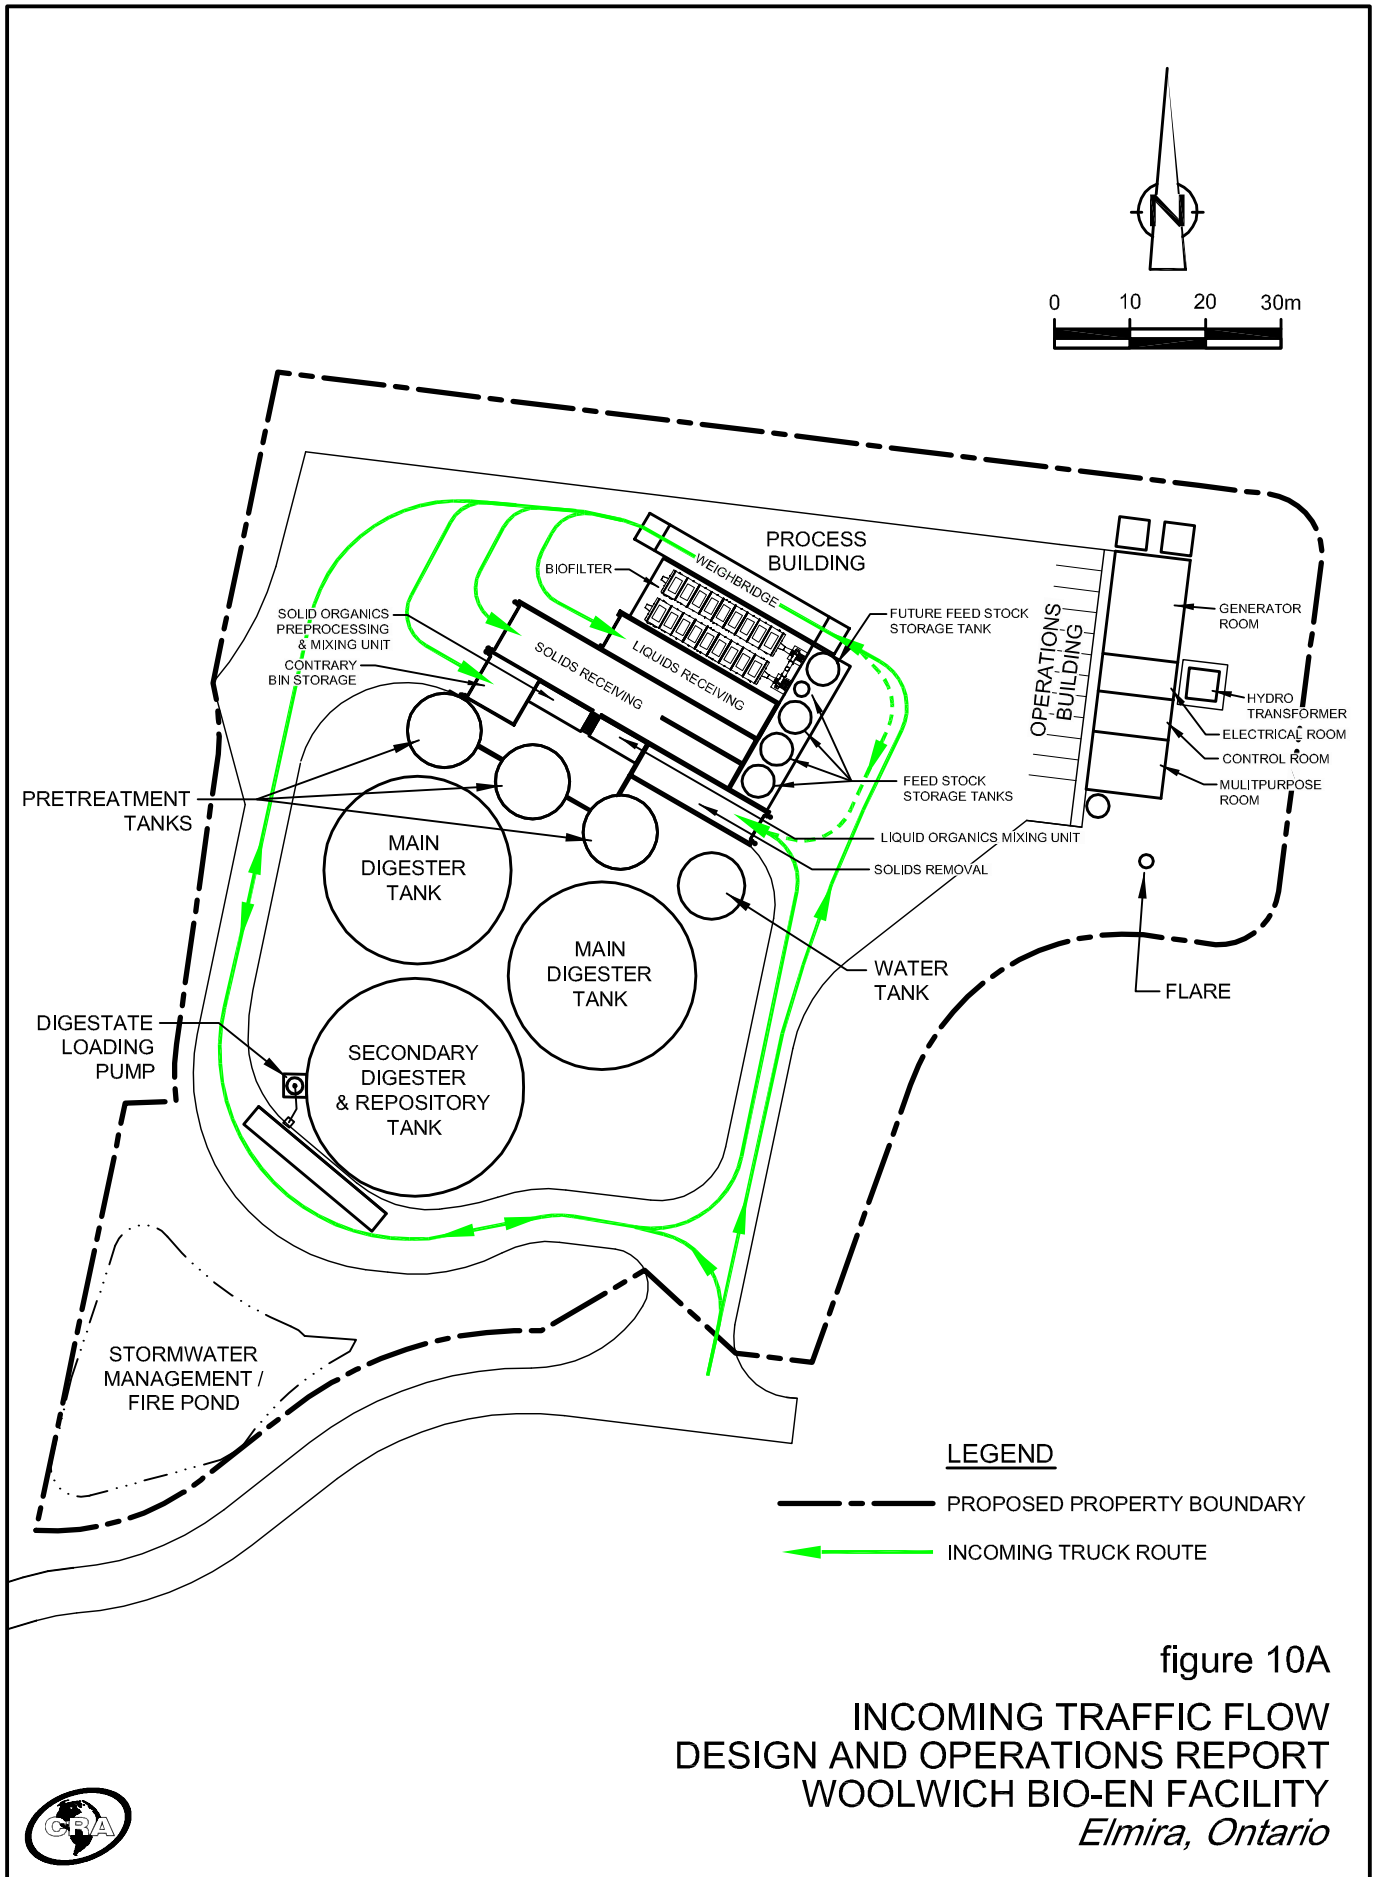 N
0 10 20 30m
PROCESS
BUILDING
WEIGHBRIDGE
BIOFILTER
SOLID ORGANICS
PREPROCESSING
& MIXING UNIT
CONTRARY
BIN STORAGE
SOLIDS RECEIVING
LIQUIDS RECEIVING
FUTURE FEED STOCK
STORAGE TANK
OPERATIONS
BUILDING
GENERATOR
ROOM
HYDRO
TRANSFORMER
ELECTRICAL ROOM
CONTROL ROOM
MULITPURPOSE
ROOM
FEED STOCK
STORAGE TANKS
PRETREATMENT
TANKS
LIQUID ORGANICS MIXING UNIT
SOLIDS REMOVAL
MAIN
DIGESTER
TANK
MAIN
DIGESTER
TANK
WATER
TANK
FLARE
DIGESTATE
LOADING
PUMP
SECONDARY
DIGESTER
& REPOSITORY
TANK
STORMWATER
MANAGEMENT /
FIRE POND
LEGEND
PROPOSED PROPERTY BOUNDARY
INCOMING TRUCK ROUTE
figure 10A
INCOMING TRAFFIC FLOW
DESIGN AND OPERATIONS REPORT
WOOLWICH BIO-EN FACILITY
Elmira, Ontario
CRA